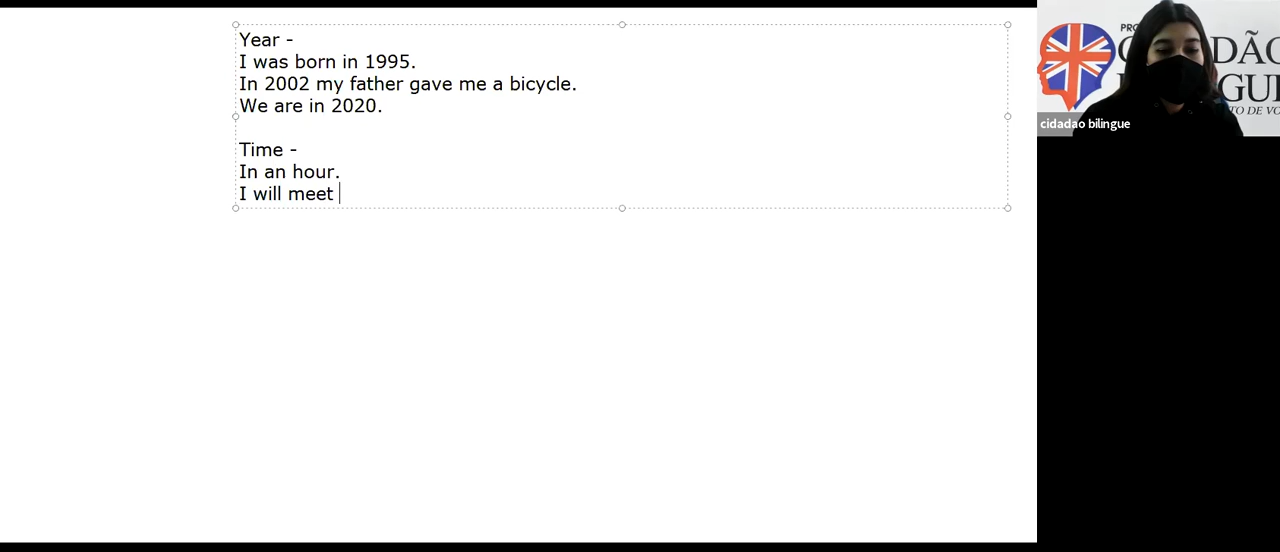 Year -
I was born in 1995.
In 2002 my father gave me a bicycle.
We are in 2020.
Time -
In an hour.
I will meet
cidadao bilingue